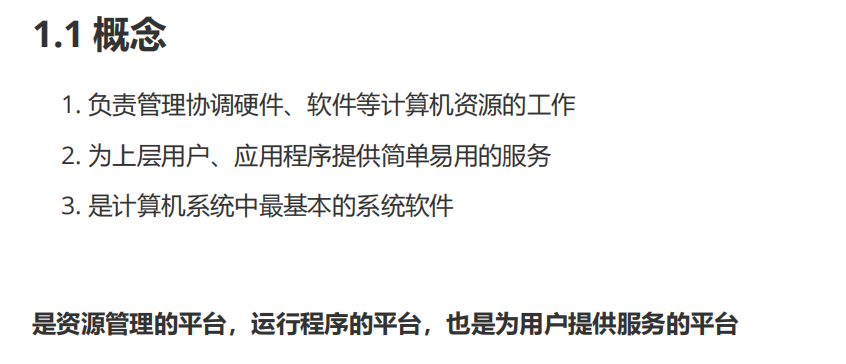 1.1 概念
1. 负责管理协调硬件、软件等计算机资源的工作
2. 为上层用户、应用程序提供简单易用的服务
3. 是计算机系统中最基本的系统软件
是资源管理的平台，运行程序的平台，也是为用户提供服务的平台